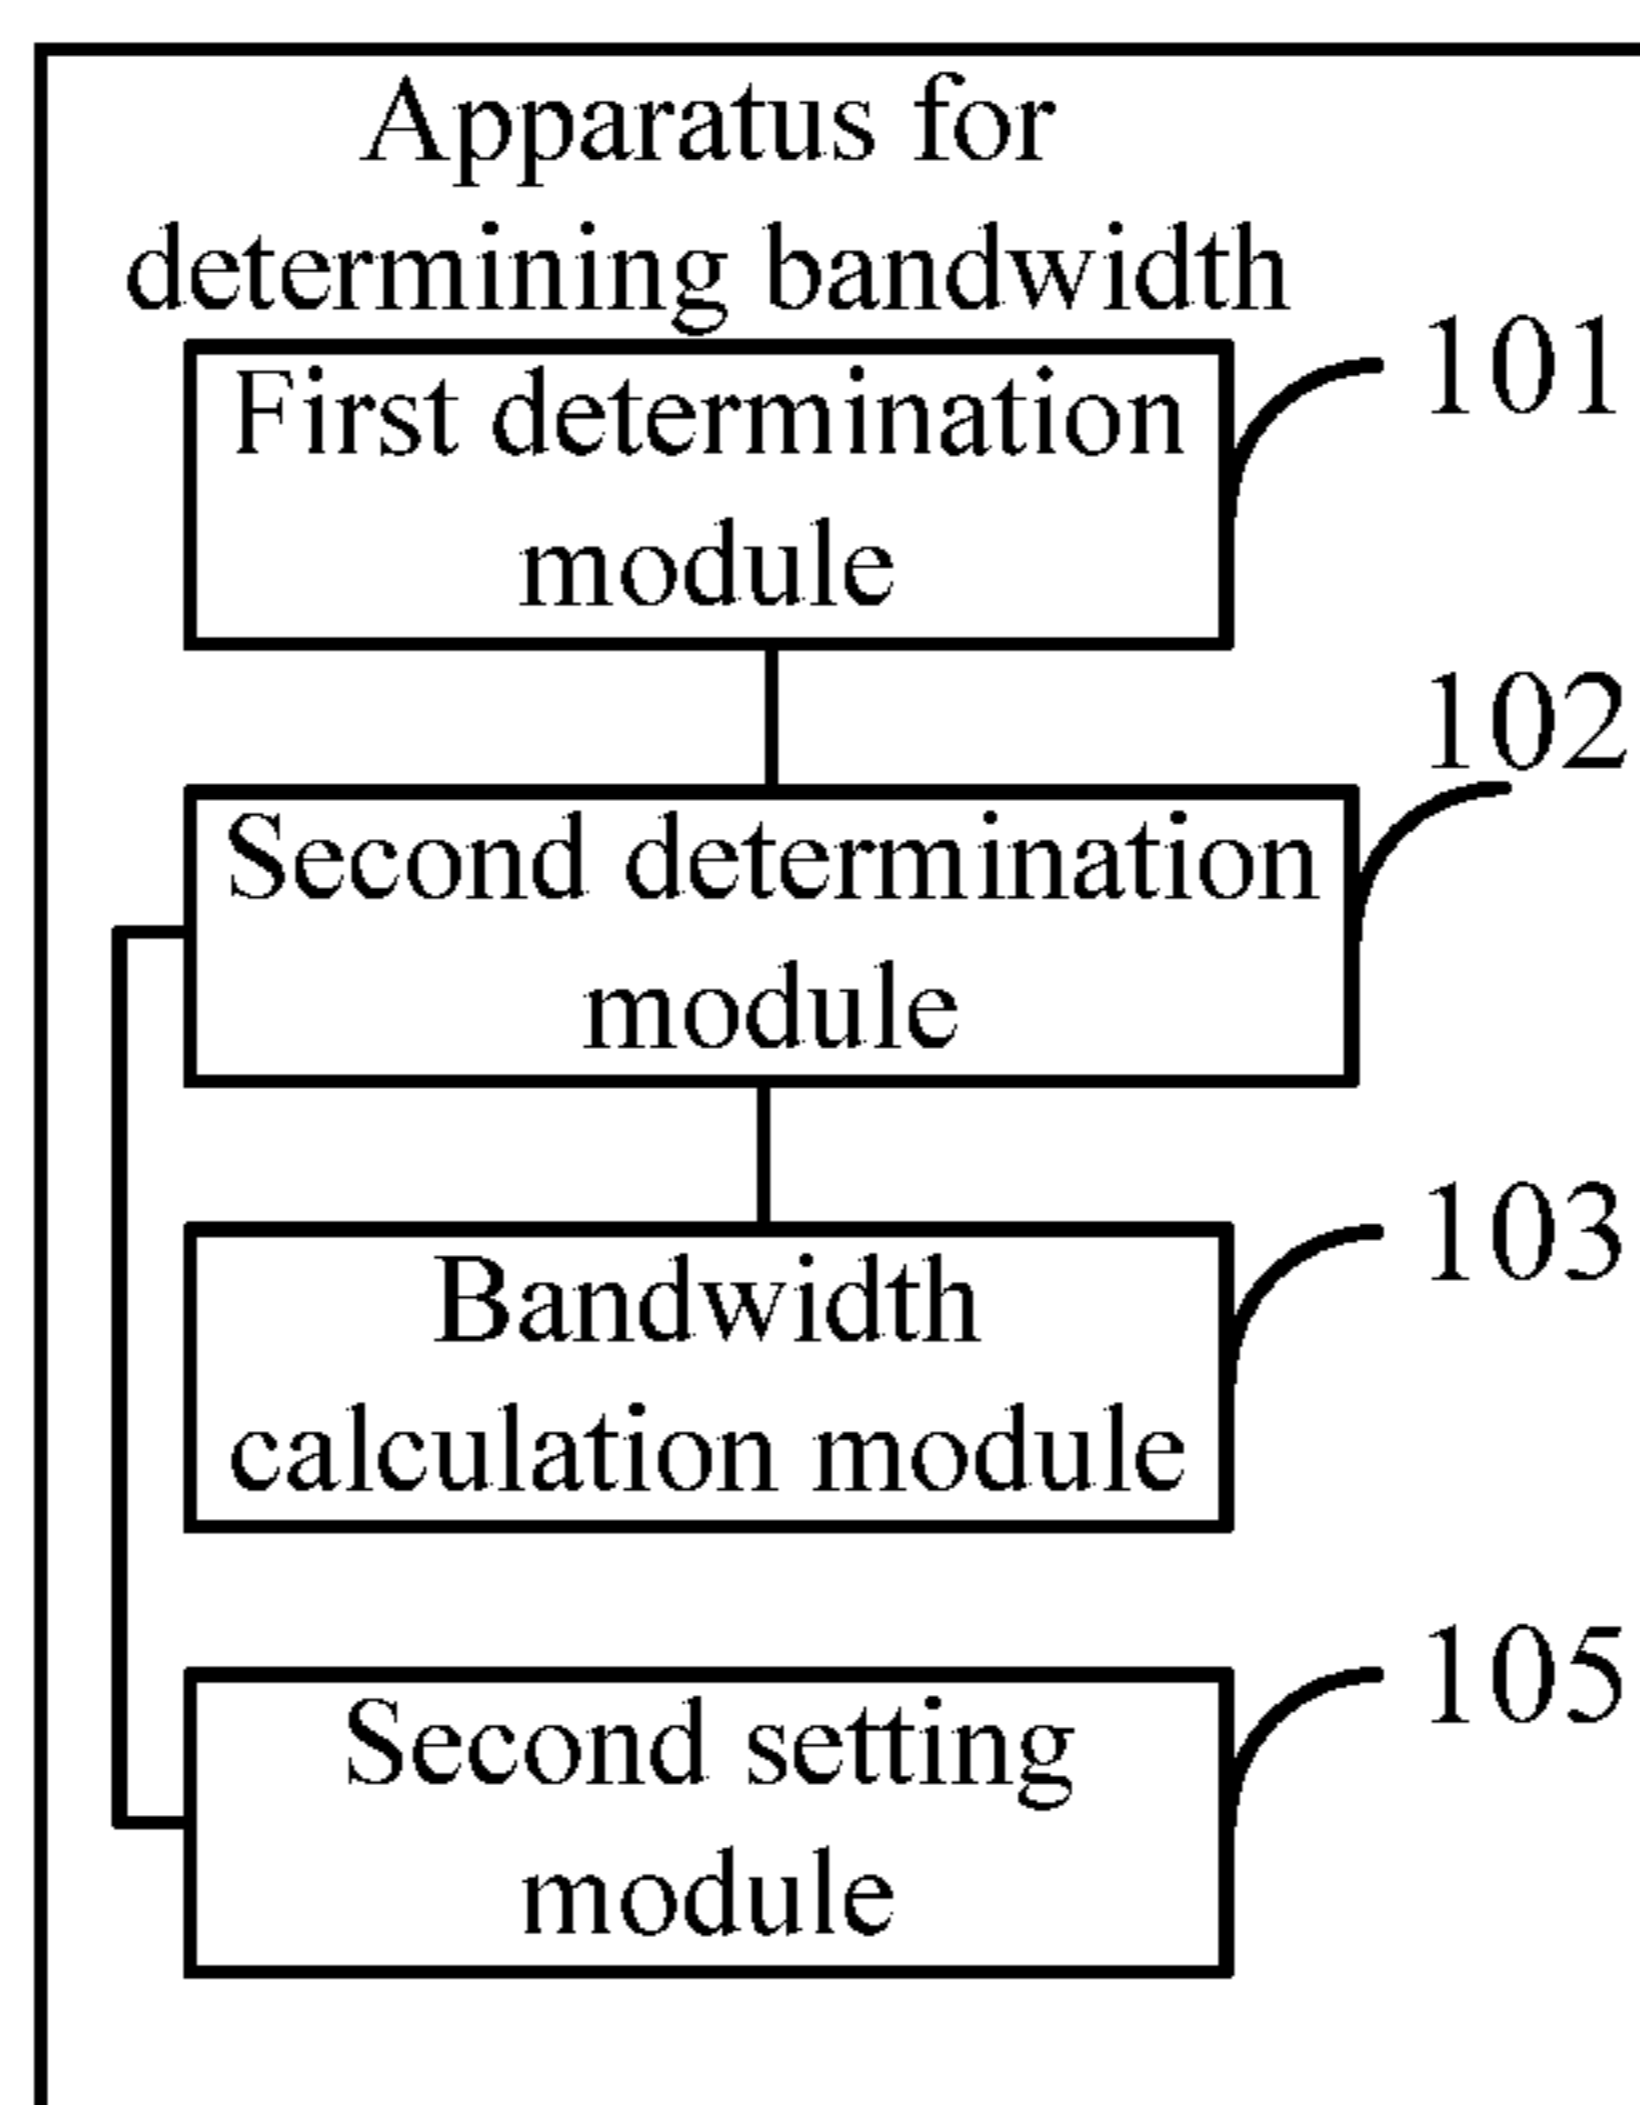 Apparatus for
determining bandwidth
101
First determination
module
102
Second determination
module
103
Bandwidth
calculation module
105
Second setting
module